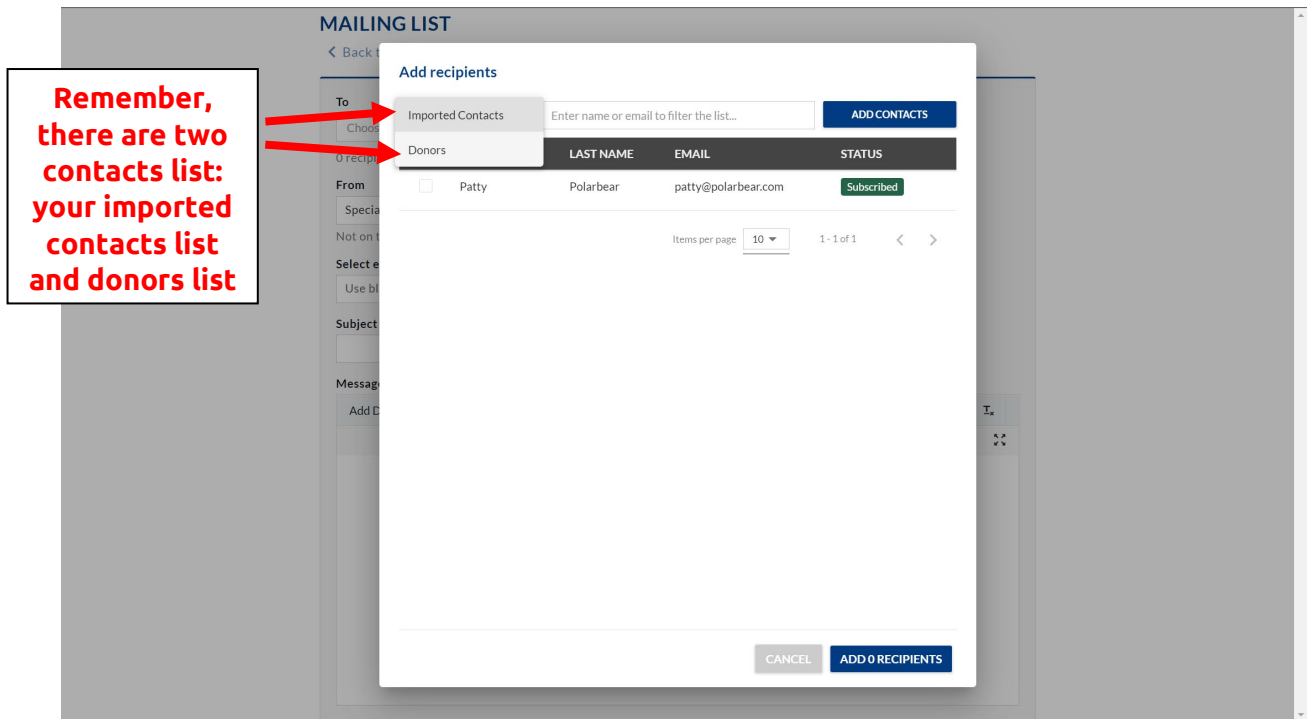 MAILING LIST
Back t
Remember,
there are two
contacts list:
your imported
contacts list
and donors list
Add recipients
To
Choos
0 recipi
From
Specia
Not on t
Select e
Use bl
Subject
Messag
Add D
Imported Contacts
Donors
Enter name or email to filter the list...
ADD CONTACTS
LAST NAME EMAIL STATUS
Patty Polarbear patty@polarbear.com Subscribed
Items per page 10 1 - 1 of 1
CANCEL ADD 0 RECIPIENTS